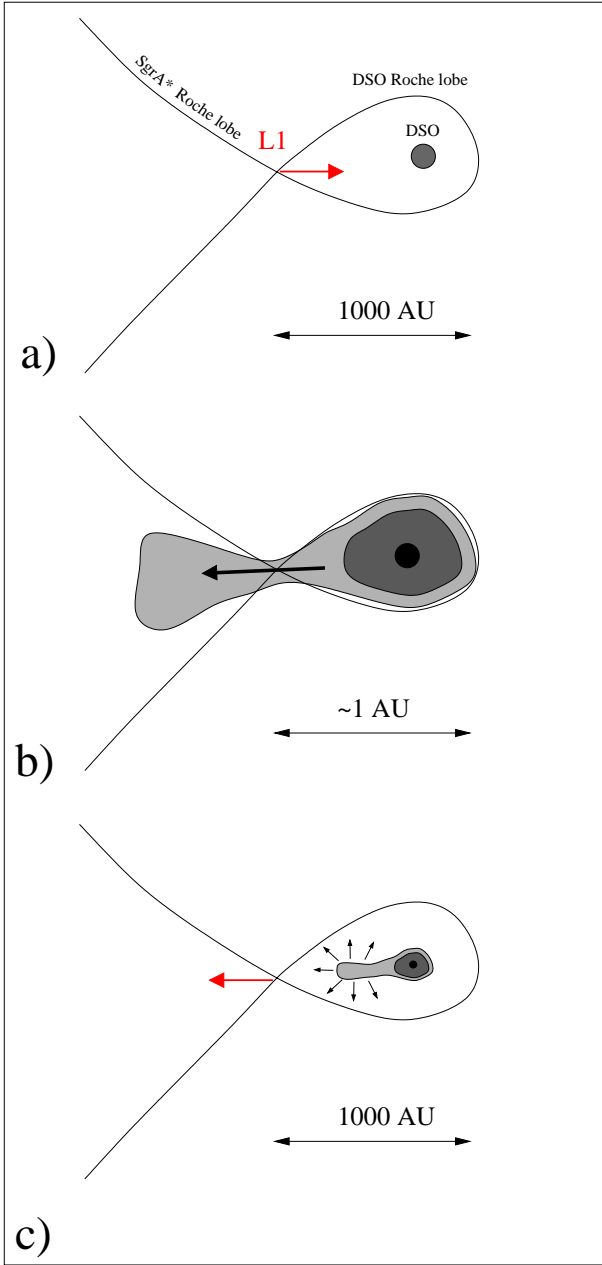 SgrA* Roche lobe
DSO Roche lobe
DSO
L1
1000 AU
a)
~1 AU
b)
1000 AU
c)